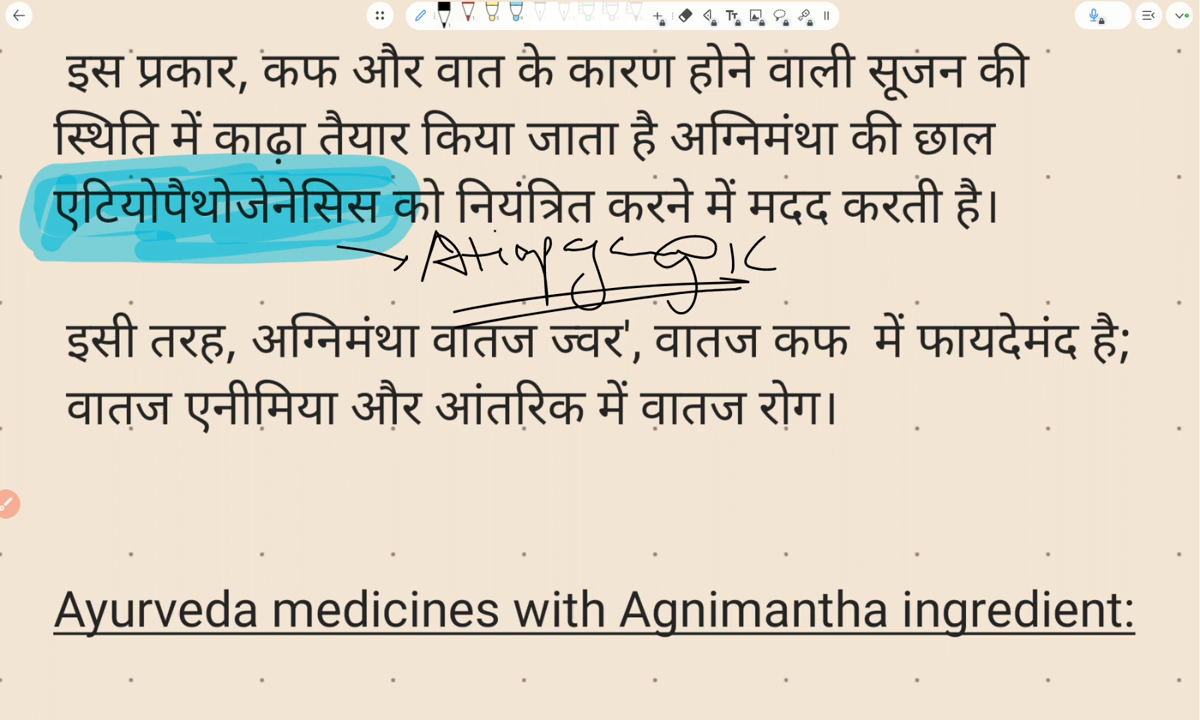 इस प्रकार, कफ और वात के कारण होने वाली सूजन की
स्थिति में काढ़ा तैयार किया जाता है अग्निमंथा की छाल
एटियोपैथोजेनेसिस को नियंत्रित करने में मदद करती है।
इसी तरह, अग्निमंथा वातज ज्वर', वातज कफ  में फायदेमंद है;
वातज एनीमिया और आंतरिक में वातज रोग।
Ayurveda medicines with Agnimantha ingredient: